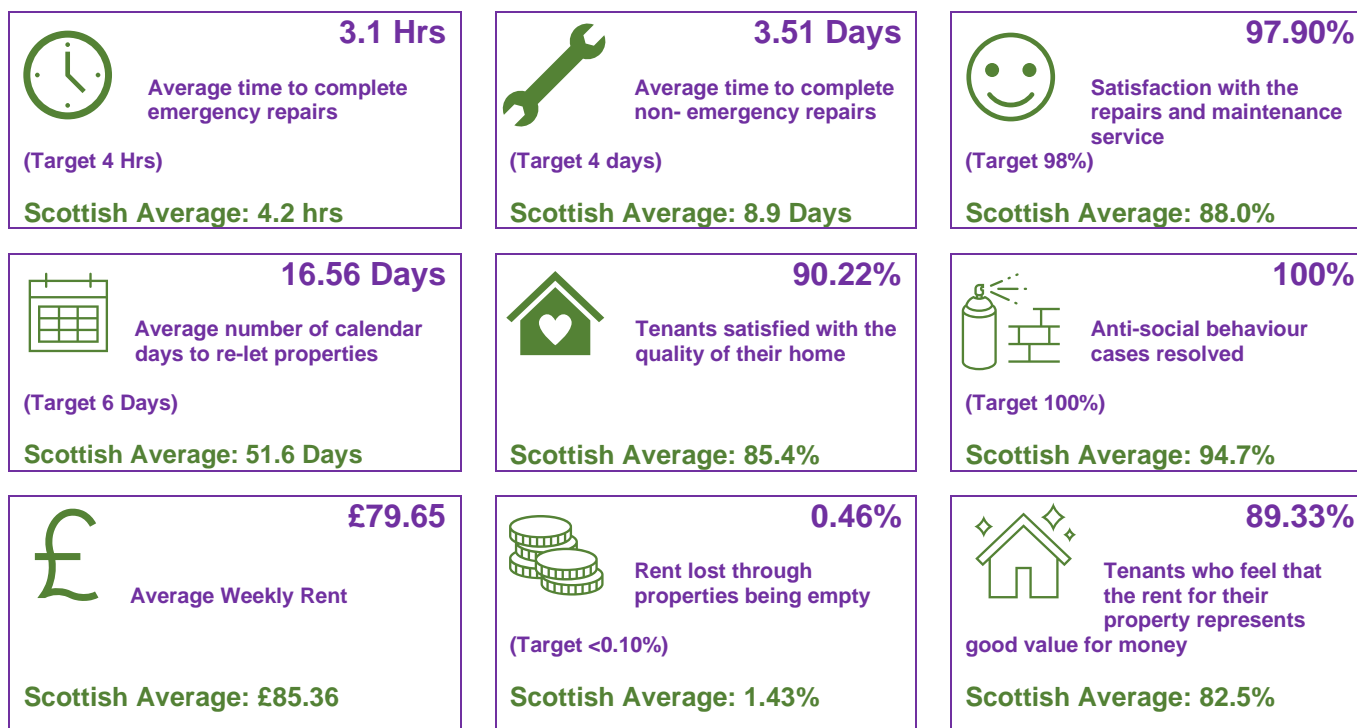 3.1 Hrs
Average time to complete
emergency repairs
(Target 4 Hrs)
Scottish Average: 4.2 hrs
3.51 Days
Average time to complete
non- emergency repairs
(Target 4 days)
Scottish Average: 8.9 Days
97.90%
Satisfaction with the
repairs and maintenance
service
(Target 98%)
Scottish Average: 88.0%
16.56 Days
Average number of calendar
days to re-let properties
(Target 6 Days)
Scottish Average: 51.6 Days
90.22%
Tenants satisfied with the
quality of their home
Scottish Average: 85.4%
100%
Anti-social behaviour
cases resolved
(Target 100%)
Scottish Average: 94.7%
£
£79.65
Average Weekly Rent
Scottish Average: £85.36
0.46%
Rent lost through
properties being empty
(Target <0.10%)
Scottish Average: 1.43%
89.33%
Tenants who feel that
the rent for their
property represents
good value for money
Scottish Average: 82.5%